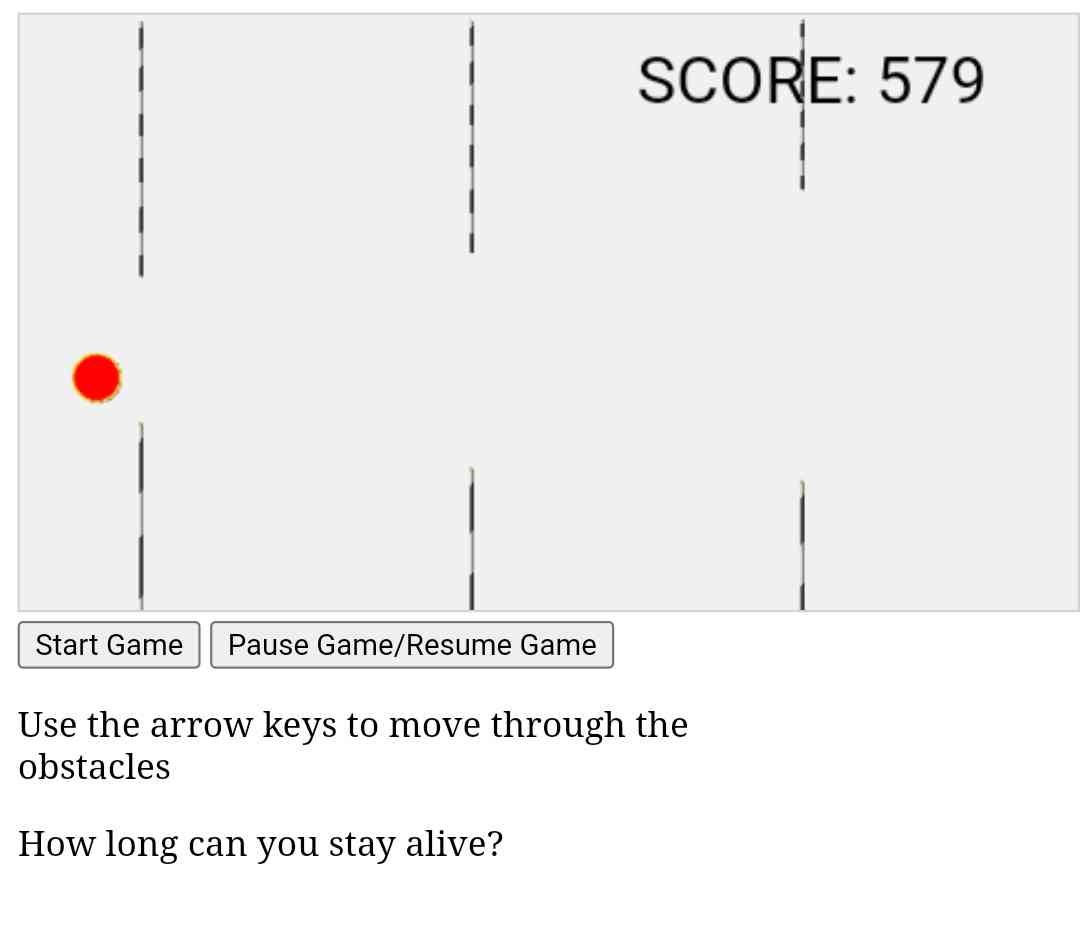 SCORE: 579
Start Game
Pause Game/Resume Game
Use the arrow keys to move through the
obstacles
How long can you stay alive?